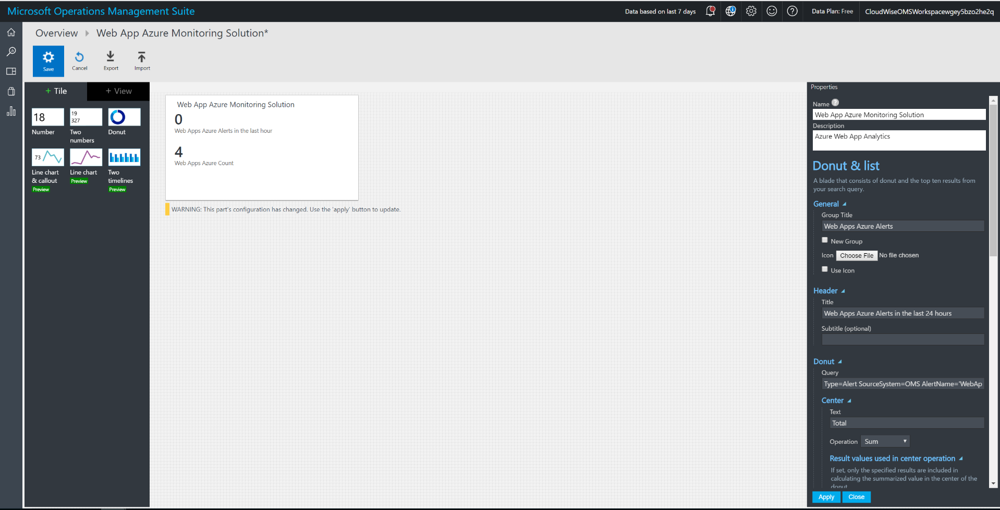 Microsoft Operations Management Suite
Data based on last 7 days
Data Plan: Free
CloudWiseOMSWorkspacewgey5bzo2he2q
Overview
Web App Azure Monitoring Solution*
Save
Cancel
Export
Import
+ Tile
+ View
18
19
327
Number
Two
numbers
Donut
73
Line chart
& callout
Preview
Line chart
Preview
Two
timelines
Preview
Web App Azure Monitoring Solution
0
Web Apps Azure Alerts in the last hour
4
Web Apps Azure Count
WARNING: This part's configuration has changed. Use the 'apply' button to update.
Properties
Name ?
Web App Azure Monitoring Solution
Description
Azure Web App Analytics
Donut & list
A blade that consists of donut and the top ten results from
your search query.
General
Group Title
Web Apps Azure Alerts
New Group
Icon Choose File No file chosen
Use Icon
Header
Title
Web Apps Azure Alerts in the last 24 hours
Subtitle (optional)
Donut
Query
Type=Alert SourceSystem=OMS AlertName='WebAp
Center
Text
Total
Operation Sum
Result values used in center operation
If set, only the specified results are included in
calculating the summarized value in the center of the
donut
Apply
Close